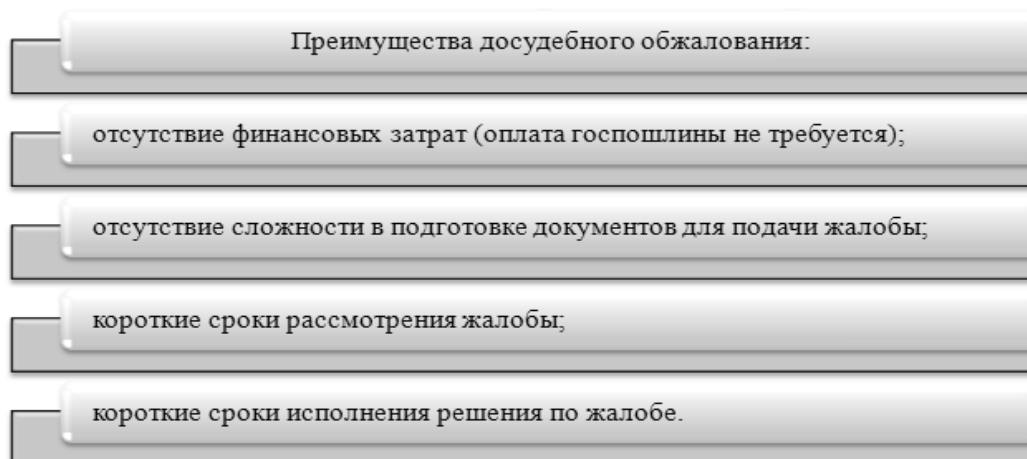 Преимущества досудебного обжалования:
отсутствие финансовых затрат (оплата госпошлины не требуется);
отсутствие сложности в подготовке документов для подачи жалобы;
короткие сроки рассмотрения жалобы;
короткие сроки исполнения решения по жалобе.